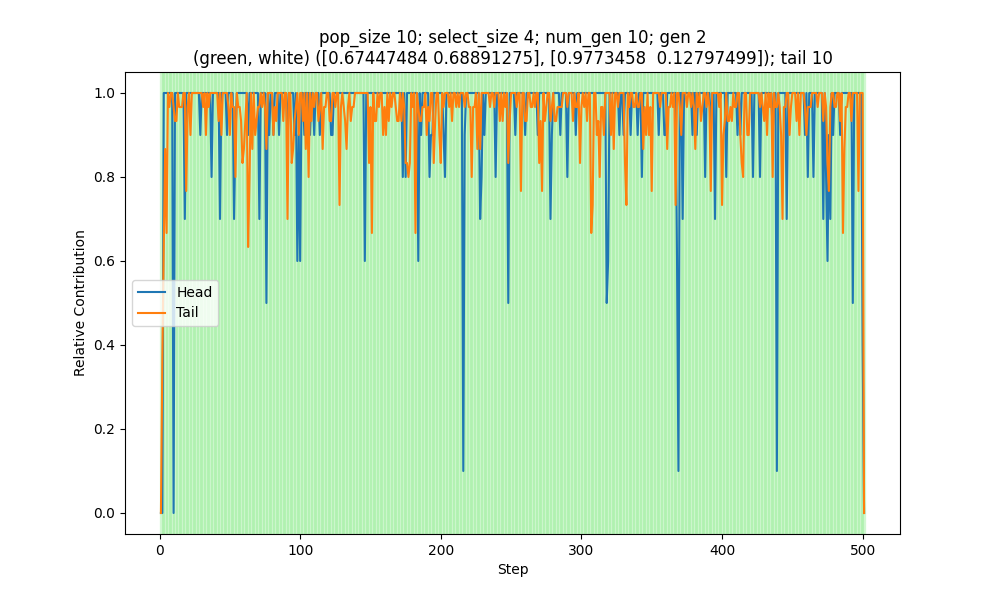 pop_size 10; select_size 4; num_gen 10; gen 2
(green, white) ([0.67447484 0.68891275], [0.9773458  0.12797499]); tail 10
1.0
0.8
0.6
0.4
0.2
0.0
Relative Contribution
Head
Tail
0
100
200
300
400
500
Step